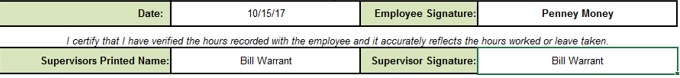 Date: 10/15/17 Employee Signature: Penney Money
I certify that I have verified the hours recorded with the employee and it accurately reflects the hours worked or leave taken.
Supervisors Printed Name: Bill Warrant Supervisor Signature: Bill Warrant